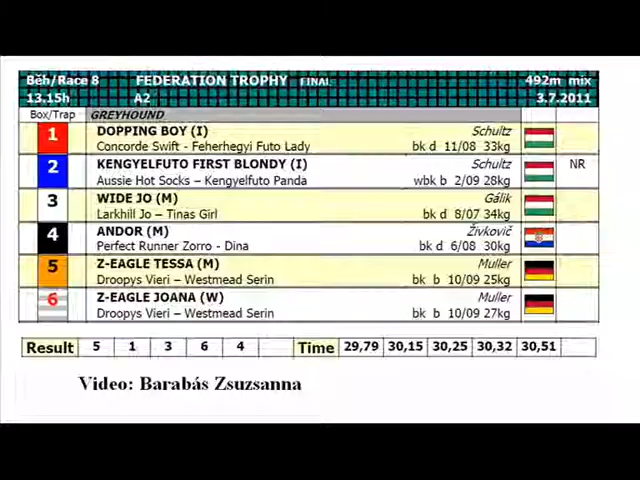 Běh/Race 8 FEDERATION TROPHY FINAL 492m mix
13.15h A2 3.7.2011
Box/Trap GREYHOUND
1 DOPPING BOY (I) Schultz
Concorde Swift - Feherhegyi Futo Lady bk d 11/08 33kg
2 KENGYELFUTO FIRST BLONDY (I) Schultz NR
Aussie Hot Socks – Kengyelfuto Panda wbk b 2/09 28kg
3 WIDE JO (M) Gálik
Larkhill Jo – Tinas Girl bk d 8/07 34kg
4 ANDOR (M) Živkovič
Perfect Runner Zorro - Dina bk d 6/08 30kg
5 Z-EAGLE TESSA (M) Muller
Droopys Vieri – Westmead Serin bk b 10/09 25kg
6 Z-EAGLE JOANA (W) Muller
Droopys Vieri – Westmead Serin bk b 10/09 27kg
Result 5 1 3 6 4 Time 29,79 30,15 30,25 30,32 30,51
Video: Barabás Zsuzsanna